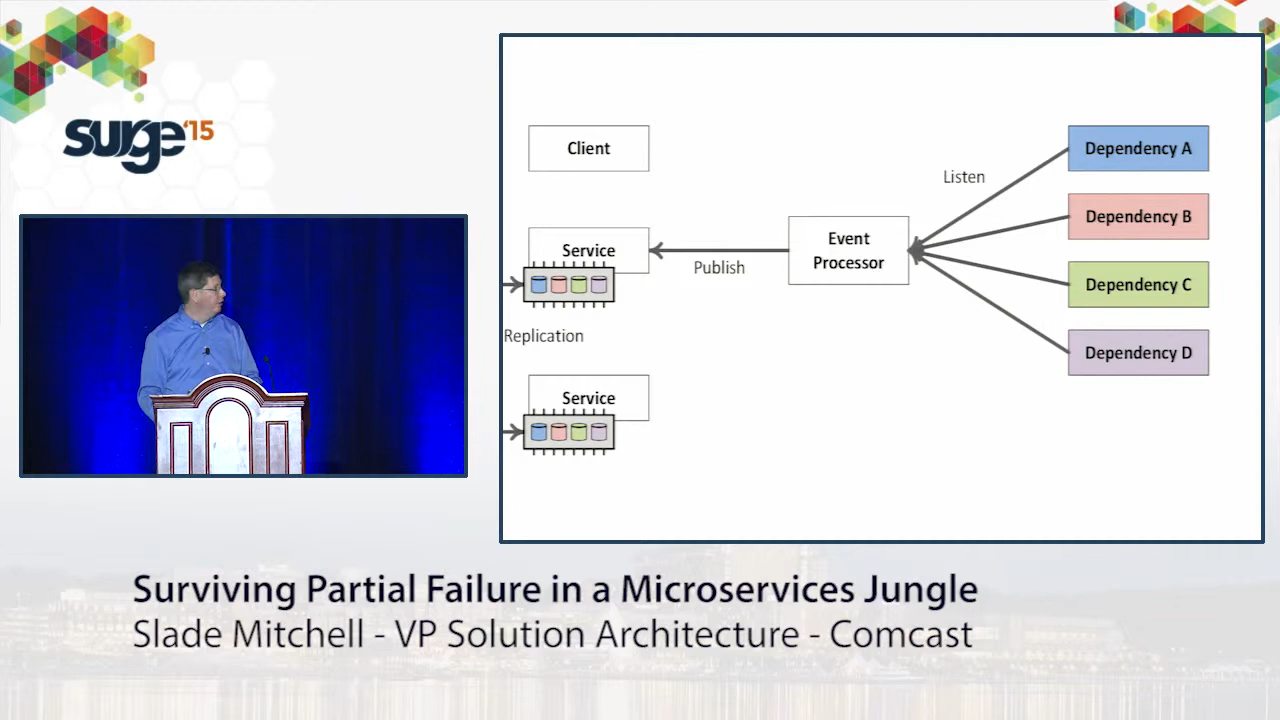 surge '15
Client
Service
Replication
Service
Publish
Event
Processor
Listen
Dependency A
Dependency B
Dependency C
Dependency D
Surviving Partial Failure in a Microservices Jungle
Slade Mitchell - VP Solution Architecture - Comcast